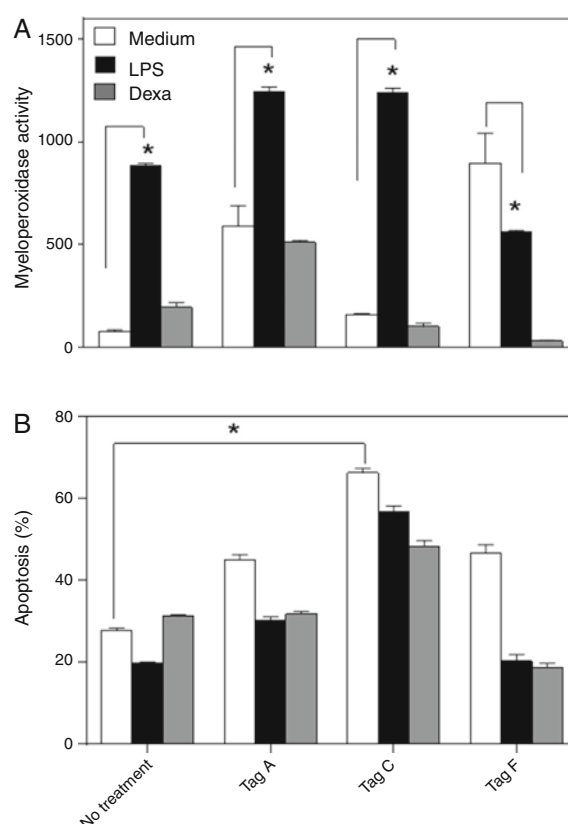 A
Myeloperoxidase activity
1500
1000
500
0
Medium
LPS
Dexa
*
*
*
*
B
Apoptosis (%)
80
60
40
20
0
*
No treatment
Tag A
Tag C
Tag F